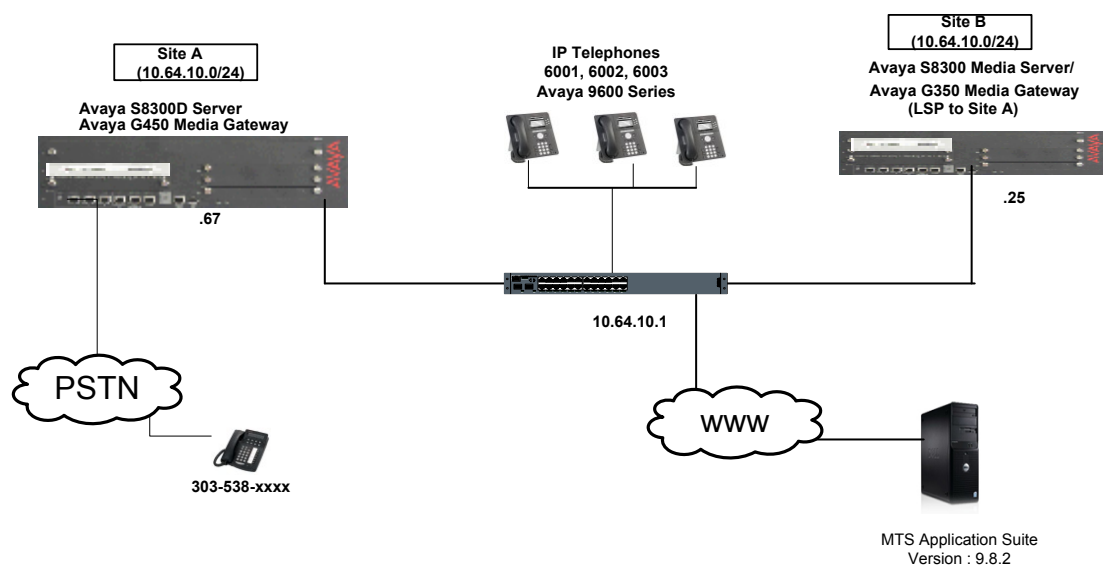 Site A
(10.64.10.0/24)
Avaya S8300D Server
Avaya G450 Media Gateway
AVAYA
.67
IP Telephones
6001, 6002, 6003
Avaya 9600 Series
Site B
(10.64.10.0/24)
Avaya S8300 Media Server/
Avaya G350 Media Gateway
(LSP to Site A)
AVAYA
.25
10.64.10.1
PSTN
303-538-xxxx
WWW
MTS Application Suite
Version : 9.8.2